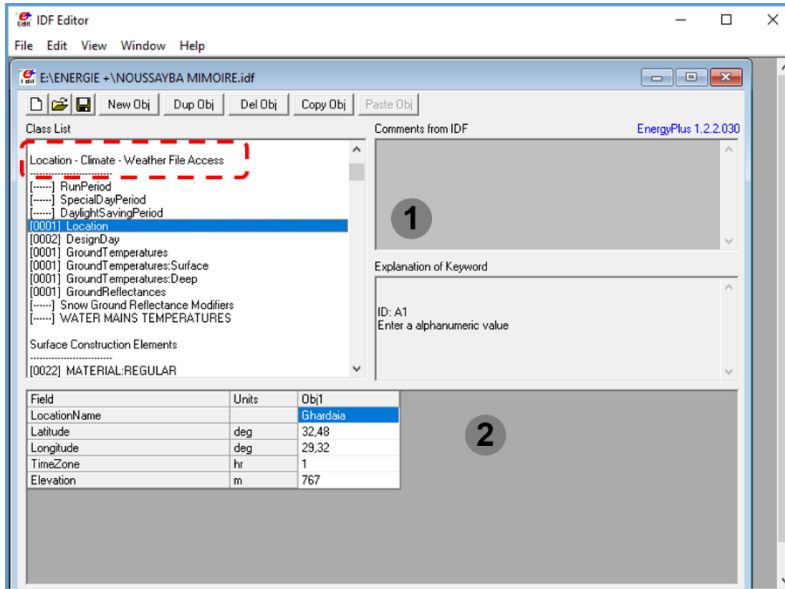 IDF Editor
File Edit View Window Help
E:\ENERGIE +\NOUSSAYBA MIMOIRE.idf
New Obj Dup Obj Del Obj Copy Obj Paste Obj
Class List Comments from IDF EnergyPlus 1.2.2.030
Location - Climate - Weather File Access
-------------------------
[-----] RunPeriod
[-----] SpecialDayPeriod
[-----] DaylightSavingPeriod
[0001] Location
[0002] DesignDay
[0001] GroundTemperatures
[0001] GroundTemperatures:Surface
[0001] GroundTemperatures:Deep
[0001] GroundReflectances
[-----] Snow Ground Reflectance Modifiers
[-----] WATER MAINS TEMPERATURES
Surface Construction Elements
-------------------------
[0022] MATERIAL:REGULAR
1
Explanation of Keyword
ID: A1
Enter a alphanumeric value
Field Units Obj1
LocationName Ghardaia
Latitude deg 32,48
Longitude deg 29,32
TimeZone hr 1
Elevation m 767
2